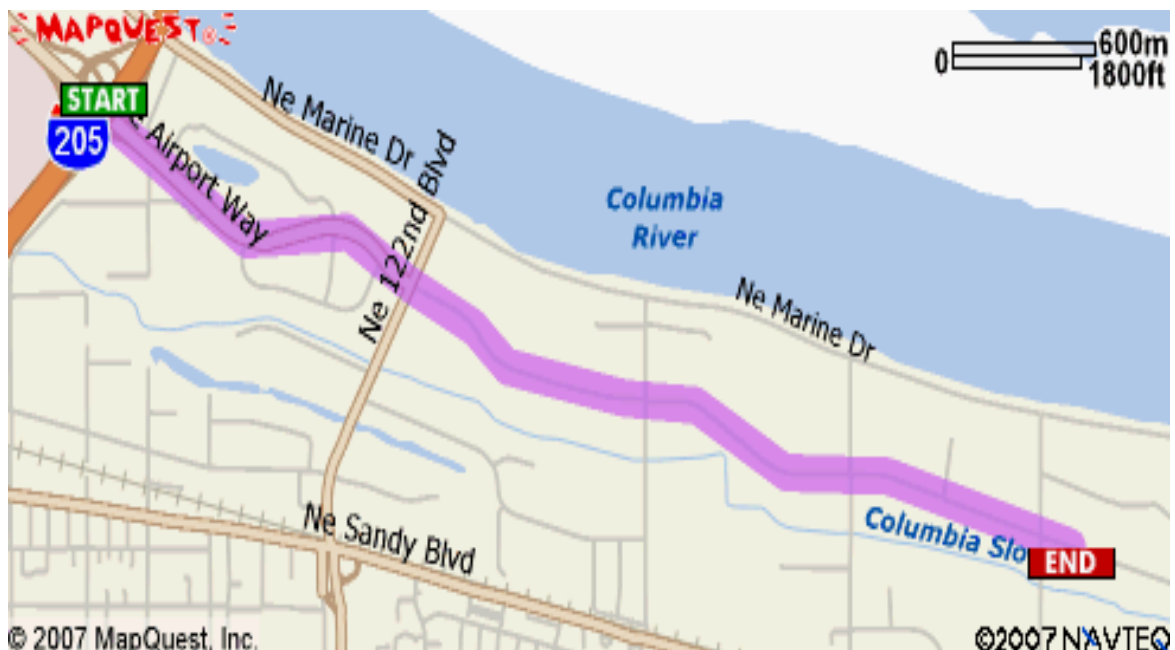 MAPQUEST®
0
600m
1800ft
START
205
Airport Way
Ne Marine Dr
Ne 122nd Blvd
Columbia
River
Ne Marine Dr
Columbia Slo
END
Ne Sandy Blvd
© 2007 MapQuest, Inc.
©2007 NAVTEQ